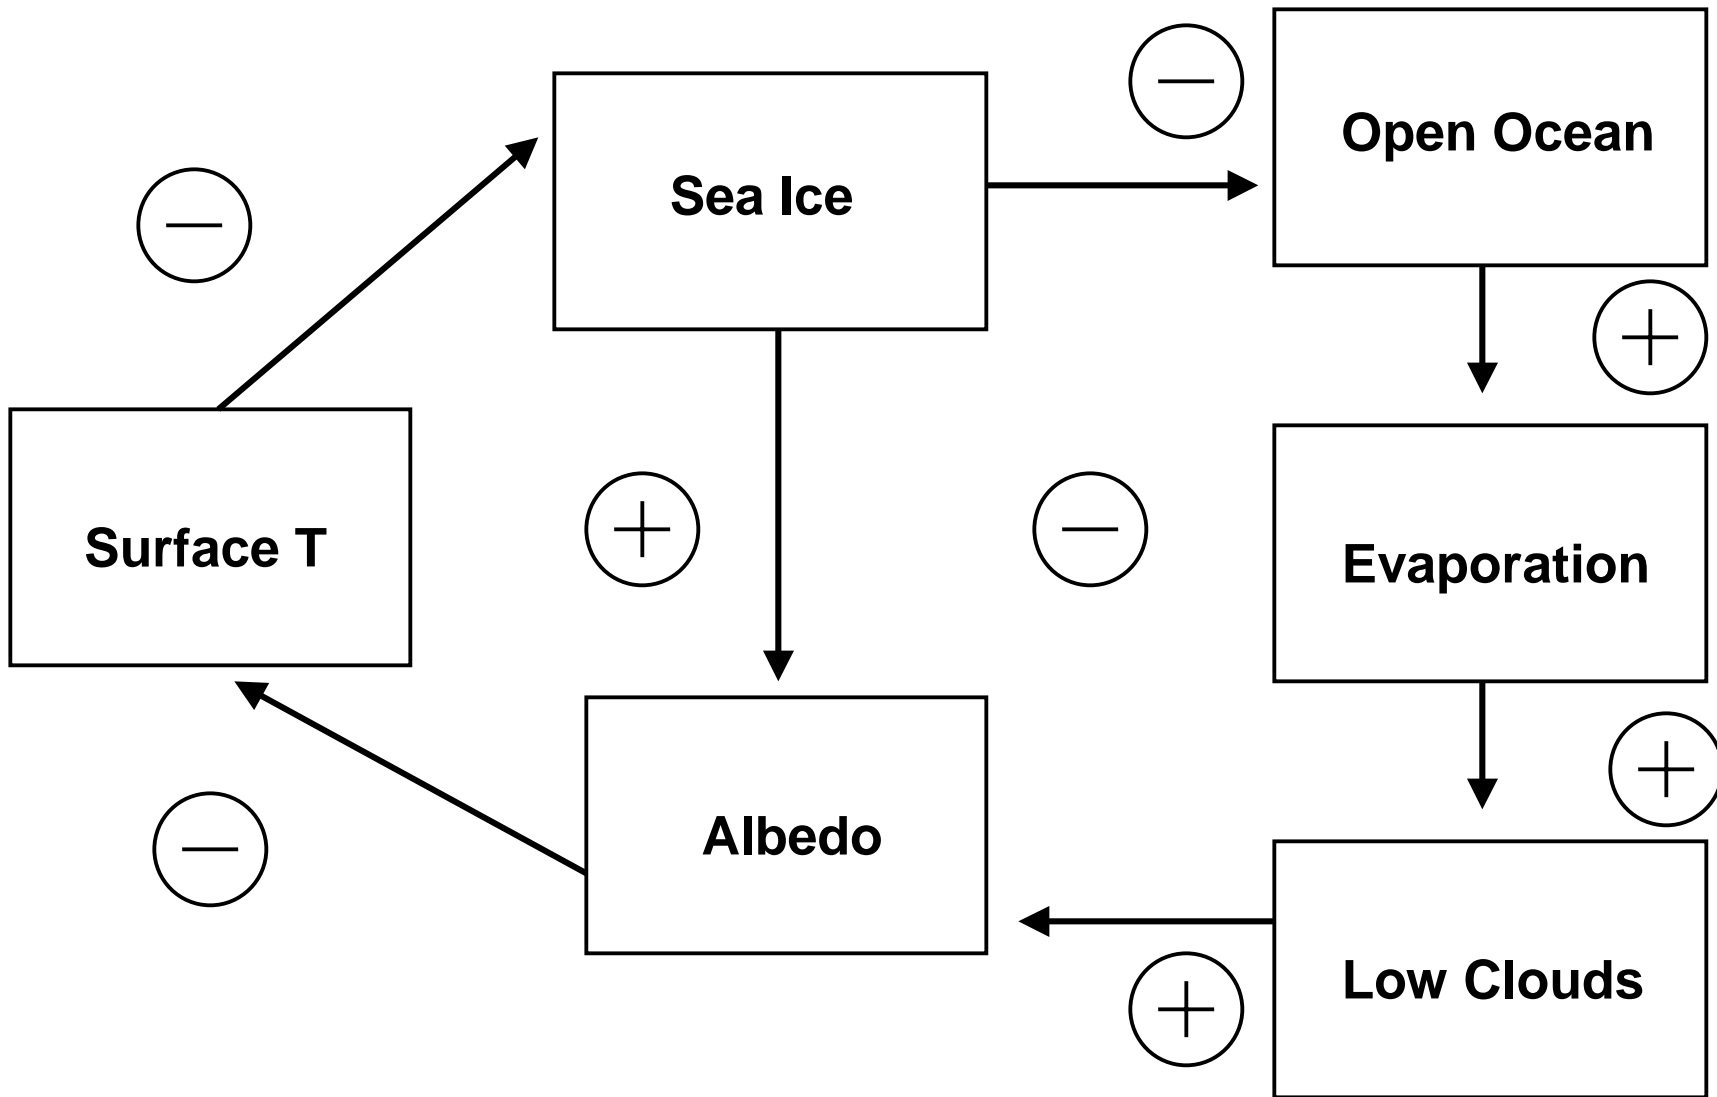 Open Ocean
Sea Ice
Surface T
Evaporation
Albedo
Low Clouds